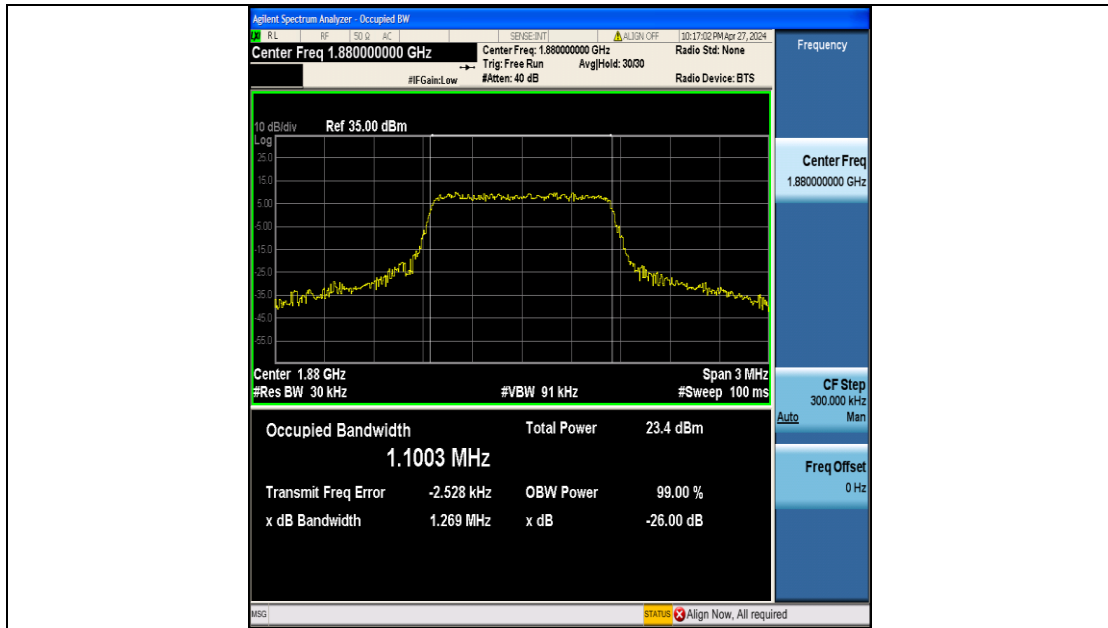 Agilent Spectrum Analyzer - Occupied BW
RL RF 50 Ω AC SENSE:INT ALIGN OFF 10:17:02 PM Apr 27, 2024
Center Freq 1.880000000 GHz
Center Freq: 1.880000000 GHz Radio Std: None
Trig: Free Run Avg|Hold: 30/30
#IFGain:Low #Atten: 40 dB Radio Device: BTS
10 dB/div Ref 35.00 dBm
Log
25.0
15.0
5.00
-5.00
-15.0
-25.0
-35.0
-45.0
-55.0
Center 1.88 GHz Span 3 MHz
#Res BW 30 kHz #VBW 91 kHz #Sweep 100 ms
Occupied Bandwidth Total Power 23.4 dBm
1.1003 MHz
Transmit Freq Error -2.528 kHz OBW Power 99.00 %
x dB Bandwidth 1.269 MHz x dB -26.00 dB
Frequency
Center Freq
1.880000000 GHz
CF Step
300.000 kHz
Auto Man
Freq Offset
0 Hz
MSG STATUS Align Now, All required